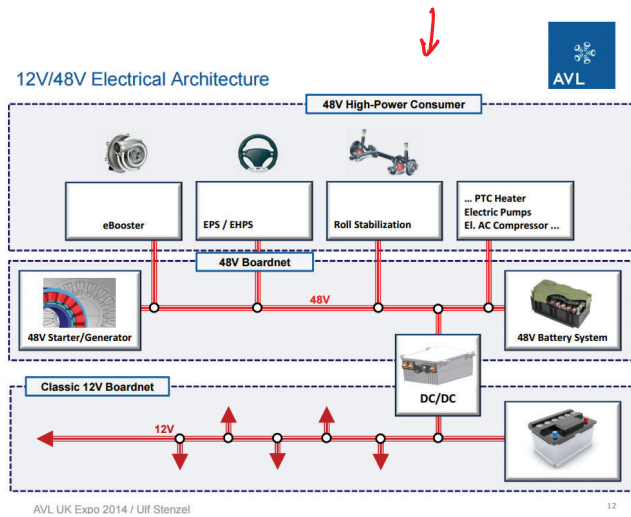 12V/48V Electrical Architecture
AVL
48V High-Power Consumer
eBooster
EPS / EHPS
Roll Stabilization
... PTC Heater
Electric Pumps
El. AC Compressor ...
48V Boardnet
48V
48V Starter/Generator
48V Battery System
DC/DC
Classic 12V Boardnet
12V
AVL UK Expo 2014 / Ulf Stenzel
12